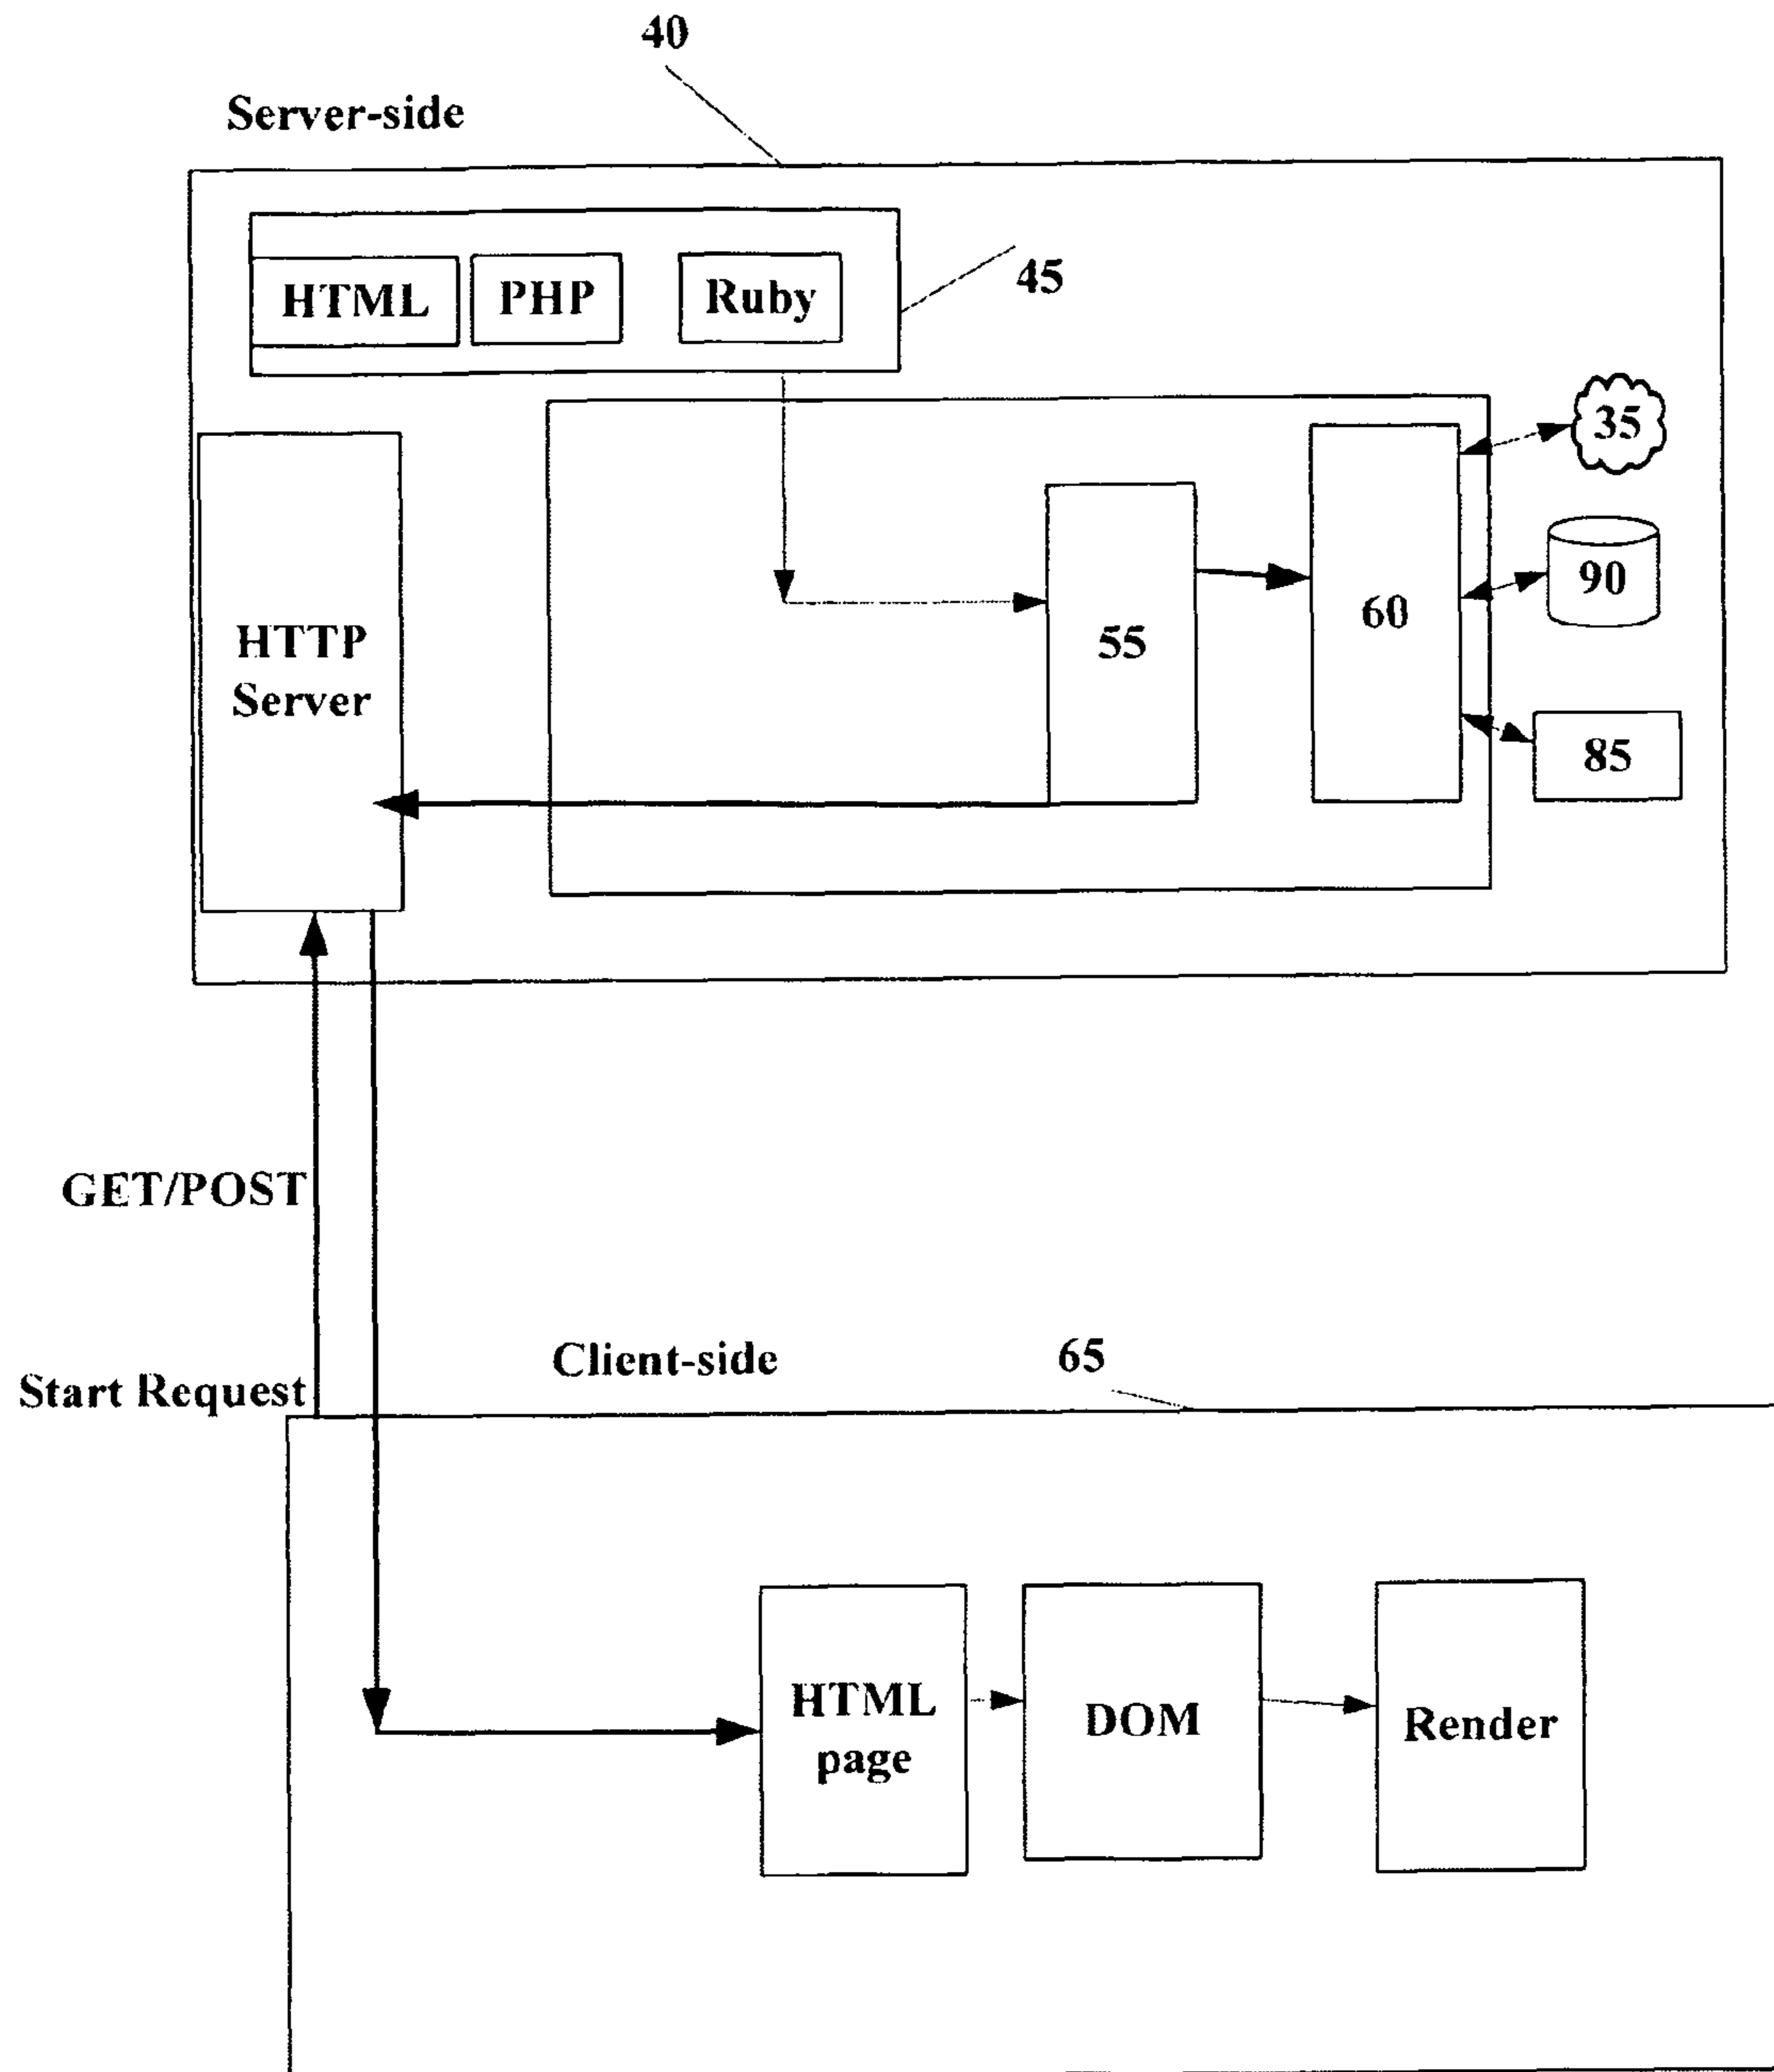 40
Server-side
HTML
PHP
Ruby
45
35
90
60
55
HTTP
Server
85
GET/POST
Client-side
65
Start Request
HTML
page
DOM
Render